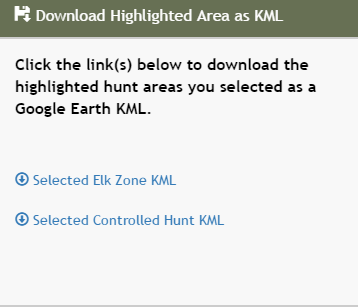 Download Highlighted Area as KML
Click the link(s) below to download the
highlighted hunt areas you selected as a
Google Earth KML.
Selected Elk Zone KML
Selected Controlled Hunt KML